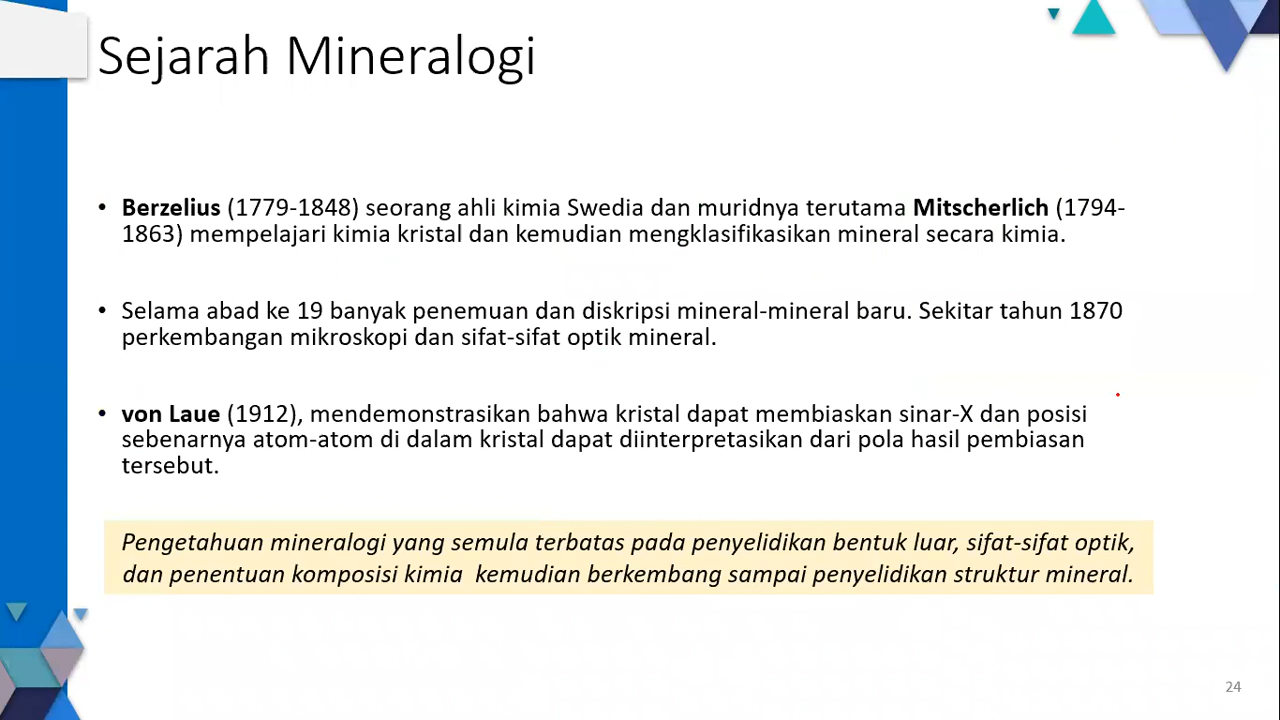 Sejarah Mineralogi
• Berzelius (1779-1848) seorang ahli kimia Swedia dan muridnya terutama Mitscherlich (1794-
1863) mempelajari kimia kristal dan kemudian mengklasifikasikan mineral secara kimia.
• Selama abad ke 19 banyak penemuan dan diskripsi mineral-mineral baru. Sekitar tahun 1870
perkembangan mikroskopi dan sifat-sifat optik mineral.
• von Laue (1912), mendemonstrasikan bahwa kristal dapat membiaskan sinar-X dan posisi
sebenarnya atom-atom di dalam kristal dapat diinterpretasikan dari pola hasil pembiasan
tersebut.
Pengetahuan mineralogi yang semula terbatas pada penyelidikan bentuk luar, sifat-sifat optik,
dan penentuan komposisi kimia  kemudian berkembang sampai penyelidikan struktur mineral.
24